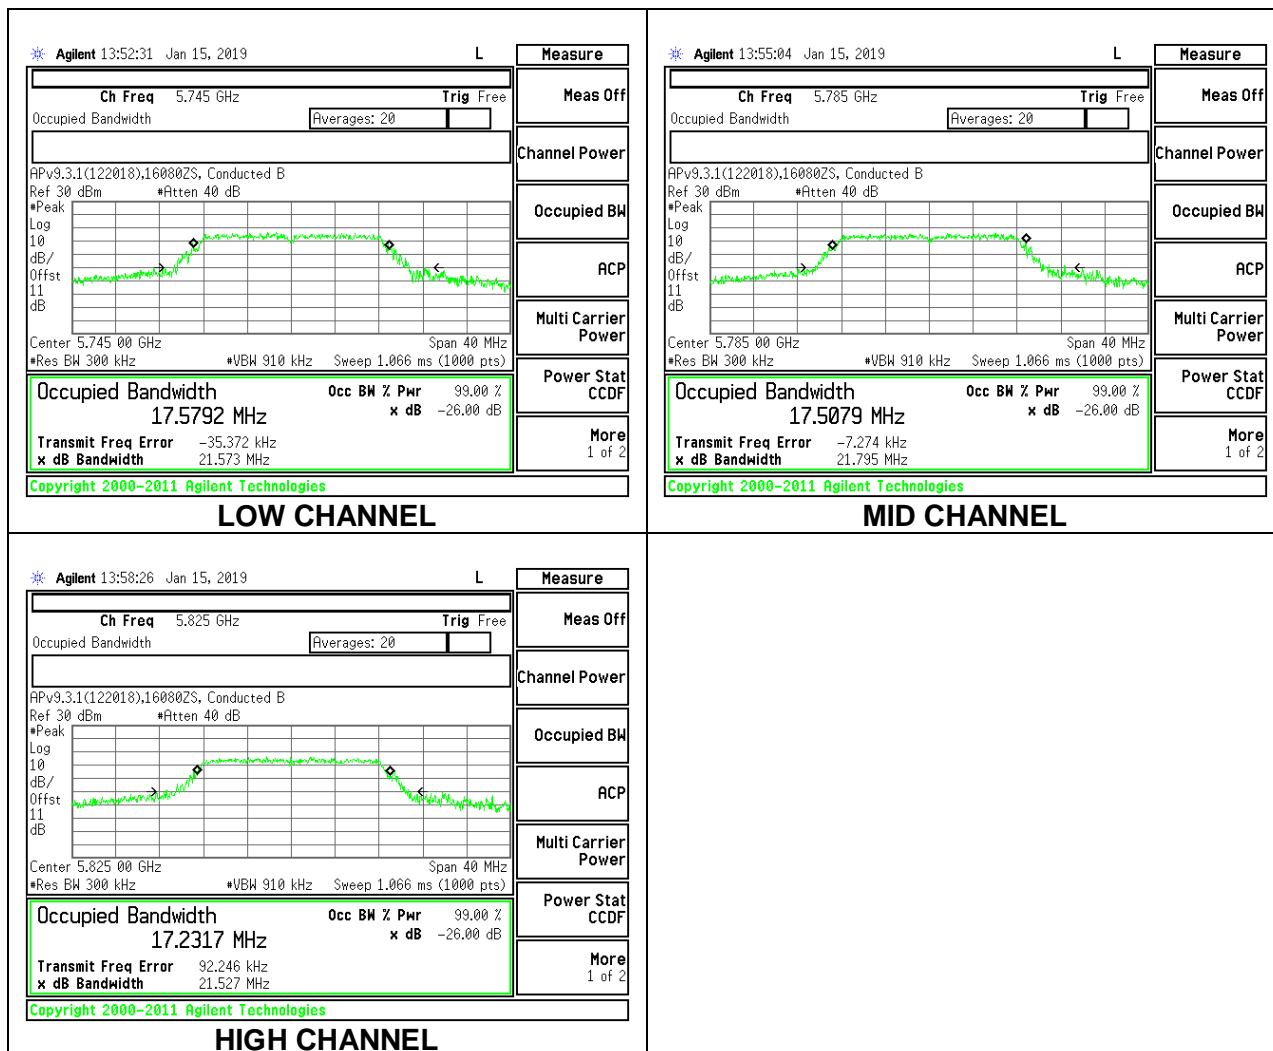 Agilent 13:52:31 Jan 15, 2019 L
Measure
Ch Freq 5.745 GHz Trig Free
Meas Off
Occupied Bandwidth Averages: 20
Channel Power
APv9.3.1(122018),16080ZS, Conducted B
Ref 30 dBm #Atten 40 dB
#Peak
Log
10
dB/
Offst
11
dB
Occupied BW
ACP
Multi Carrier
Power
Center 5.745 00 GHz Span 40 MHz
#Res BW 300 kHz #VBW 910 kHz Sweep 1.066 ms (1000 pts)
Power Stat
CCDF
Occupied Bandwidth Occ BW % Pwr 99.00 %
17.5792 MHz x dB -26.00 dB
Transmit Freq Error -35.372 kHz
x dB Bandwidth 21.573 MHz
More
1 of 2
Copyright 2000-2011 Agilent Technologies
LOW CHANNEL
Agilent 13:55:04 Jan 15, 2019 L
Measure
Ch Freq 5.785 GHz Trig Free
Meas Off
Occupied Bandwidth Averages: 20
Channel Power
APv9.3.1(122018),16080ZS, Conducted B
Ref 30 dBm #Atten 40 dB
#Peak
Log
10
dB/
Offst
11
dB
Occupied BW
ACP
Multi Carrier
Power
Center 5.785 00 GHz Span 40 MHz
#Res BW 300 kHz #VBW 910 kHz Sweep 1.066 ms (1000 pts)
Power Stat
CCDF
Occupied Bandwidth Occ BW % Pwr 99.00 %
17.5079 MHz x dB -26.00 dB
Transmit Freq Error -7.274 kHz
x dB Bandwidth 21.795 MHz
More
1 of 2
Copyright 2000-2011 Agilent Technologies
MID CHANNEL
Agilent 13:58:26 Jan 15, 2019 L
Measure
Ch Freq 5.825 GHz Trig Free
Meas Off
Occupied Bandwidth Averages: 20
Channel Power
APv9.3.1(122018),16080ZS, Conducted B
Ref 30 dBm #Atten 40 dB
#Peak
Log
10
dB/
Offst
11
dB
Occupied BW
ACP
Multi Carrier
Power
Center 5.825 00 GHz Span 40 MHz
#Res BW 300 kHz #VBW 910 kHz Sweep 1.066 ms (1000 pts)
Power Stat
CCDF
Occupied Bandwidth Occ BW % Pwr 99.00 %
17.2317 MHz x dB -26.00 dB
Transmit Freq Error 92.246 kHz
x dB Bandwidth 21.527 MHz
More
1 of 2
Copyright 2000-2011 Agilent Technologies
HIGH CHANNEL